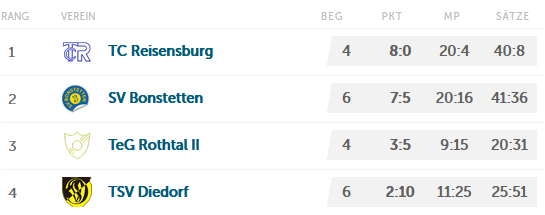 RANG VEREIN BEG PKT MP SÄTZE
1 TC Reisensburg 4 8:0 20:4 40:8
2 SV Bonstetten 6 7:5 20:16 41:36
3 TeG Rothtal II 4 3:5 9:15 20:31
4 TSV Diedorf 6 2:10 11:25 25:51